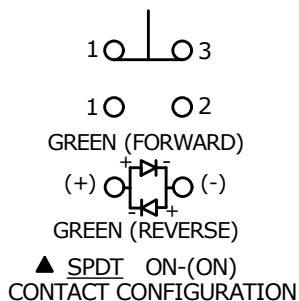 1 3
1 2
GREEN (FORWARD)
+ -
(+) (-)
- +
GREEN (REVERSE)
▲ SPDT ON-(ON)
CONTACT CONFIGURATION